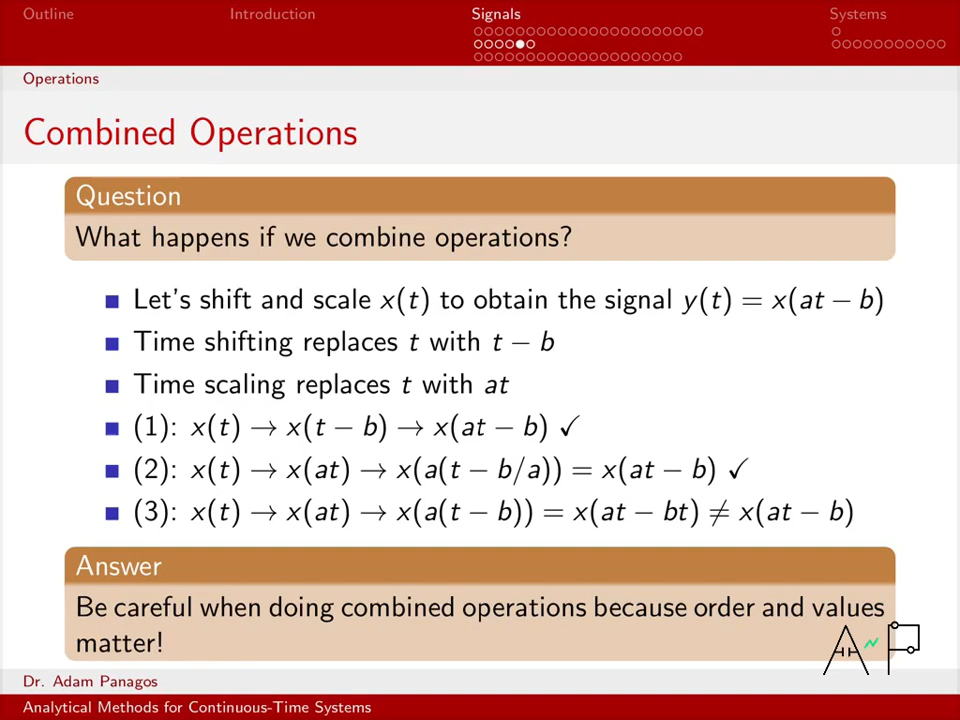 Outline Introduction Signals Systems
Operations
Combined Operations
Question
What happens if we combine operations?
Let's shift and scale x(t) to obtain the signal y(t) = x(at − b)
Time shifting replaces t with t − b
Time scaling replaces t with at
(1): x(t) → x(t − b) → x(at − b) ✓
(2): x(t) → x(at) → x(a(t − b/a)) = x(at − b) ✓
(3): x(t) → x(at) → x(a(t − b)) = x(at − bt) ≠ x(at − b)
Answer
Be careful when doing combined operations because order and values
matter!
AP
Dr. Adam Panagos
Analytical Methods for Continuous-Time Systems